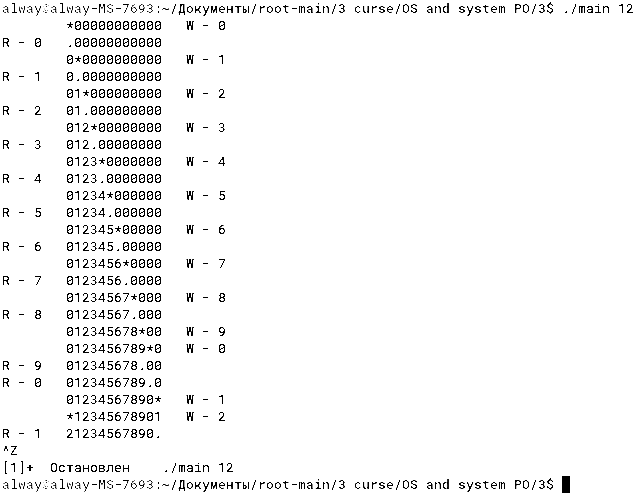 alway@alway-MS-7693:~/Документы/root-main/3 curse/OS and system PO/3$ ./main 12
*00000000000 W - 0
R - 0 .00000000000
0*0000000000 W - 1
R - 1 0.0000000000
01*000000000 W - 2
R - 2 01.000000000
012*00000000 W - 3
R - 3 012.00000000
0123*0000000 W - 4
R - 4 0123.0000000
01234*000000 W - 5
R - 5 01234.000000
012345*00000 W - 6
R - 6 012345.00000
0123456*0000 W - 7
R - 7 0123456.0000
01234567*000 W - 8
R - 8 01234567.000
012345678*00 W - 9
0123456789*0 W - 0
R - 9 012345678.00
R - 0 0123456789.0
01234567890* W - 1
*12345678901 W - 2
R - 1 21234567890.
^Z
[1]+ Остановлен ./main 12
alway@alway-MS-7693:~/Документы/root-main/3 curse/OS and system PO/3$